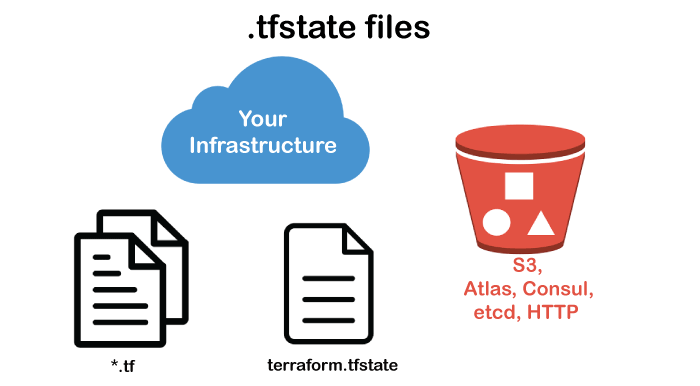 .tfstate files
Your
Infrastructure
S3,
Atlas, Consul,
etcd, HTTP
*.tf
terraform.tfstate